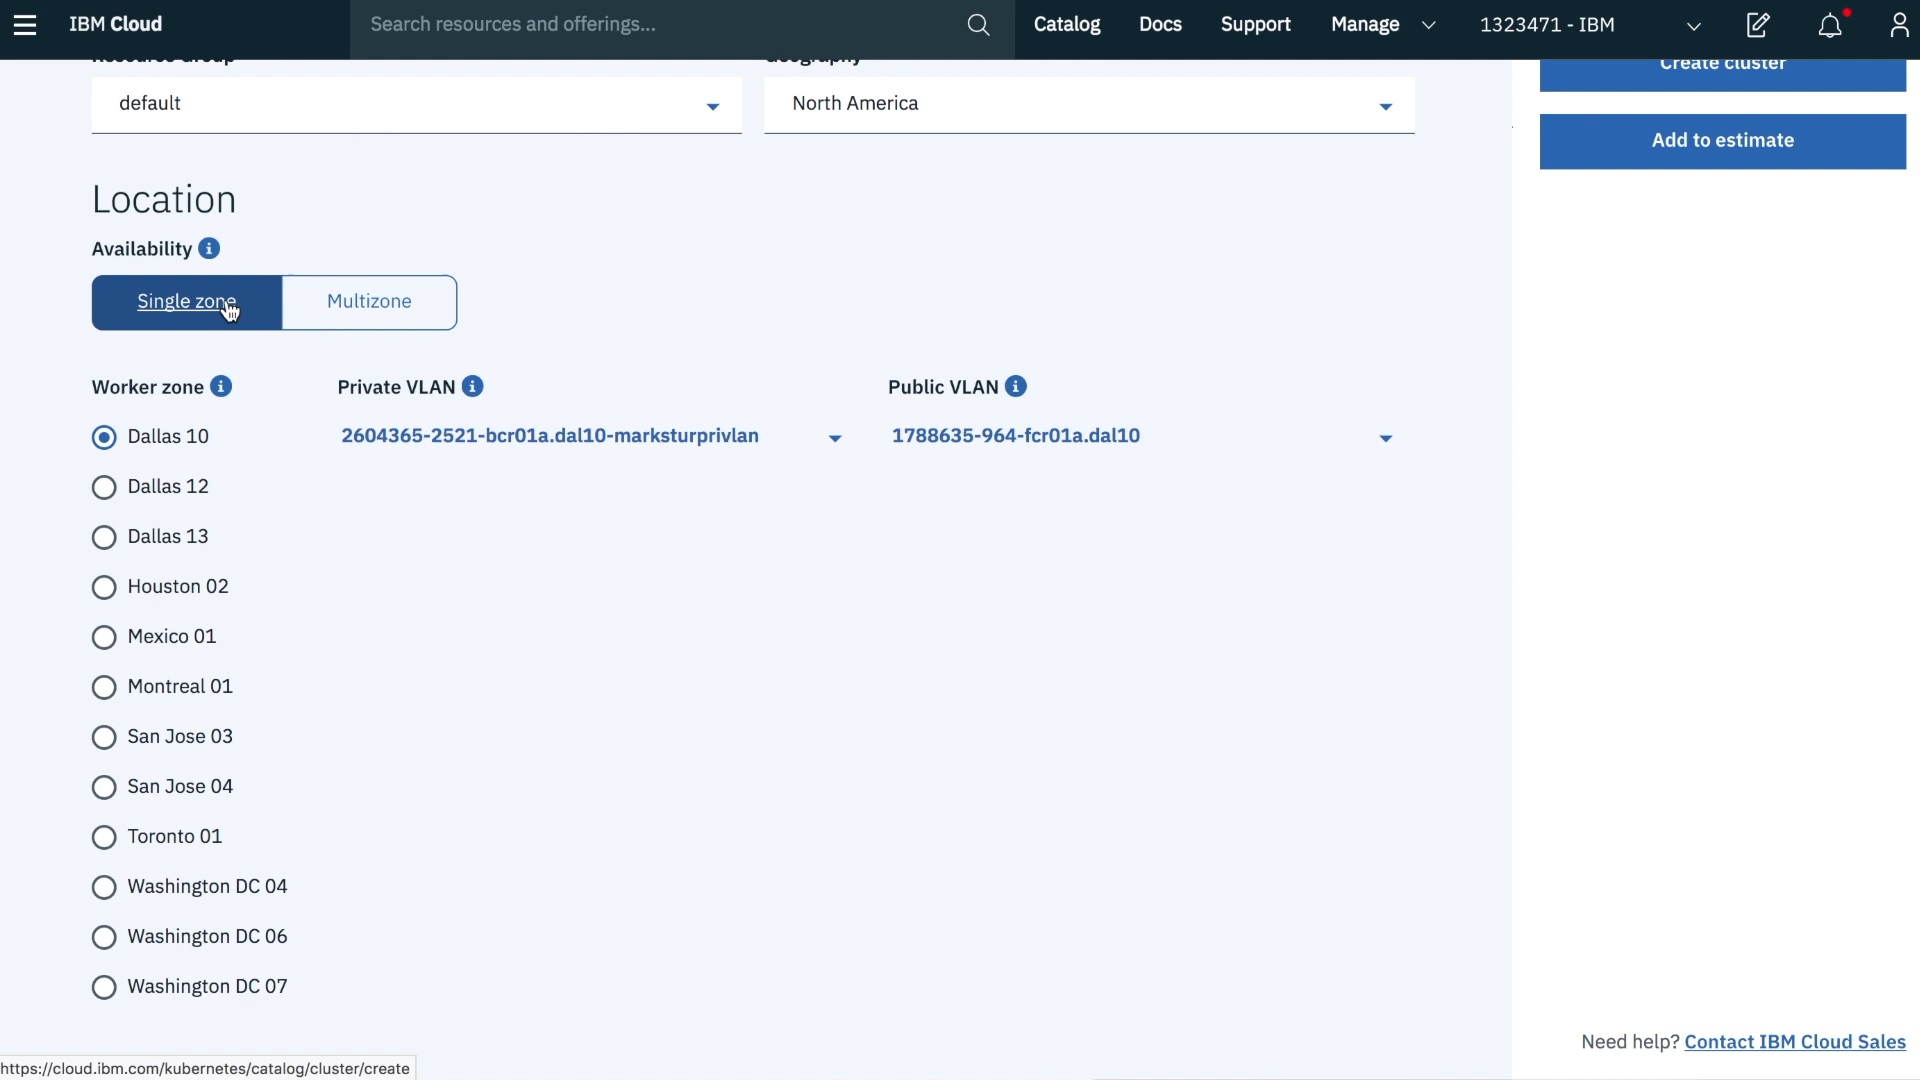 IBM Cloud
Search resources and offerings...
Catalog
Docs
Support
Manage
1323471 - IBM
Resource Group
Geography
Create cluster
default
North America
Add to estimate
Location
Availability
Single zone
Multizone
Worker zone
Private VLAN
Public VLAN
Dallas 10
2604365-2521-bcr01a.dal10-marksturprivlan
1788635-964-fcr01a.dal10
Dallas 12
Dallas 13
Houston 02
Mexico 01
Montreal 01
San Jose 03
San Jose 04
Toronto 01
Washington DC 04
Washington DC 06
Washington DC 07
Need help? Contact IBM Cloud Sales
https://cloud.ibm.com/kubernetes/catalog/cluster/create